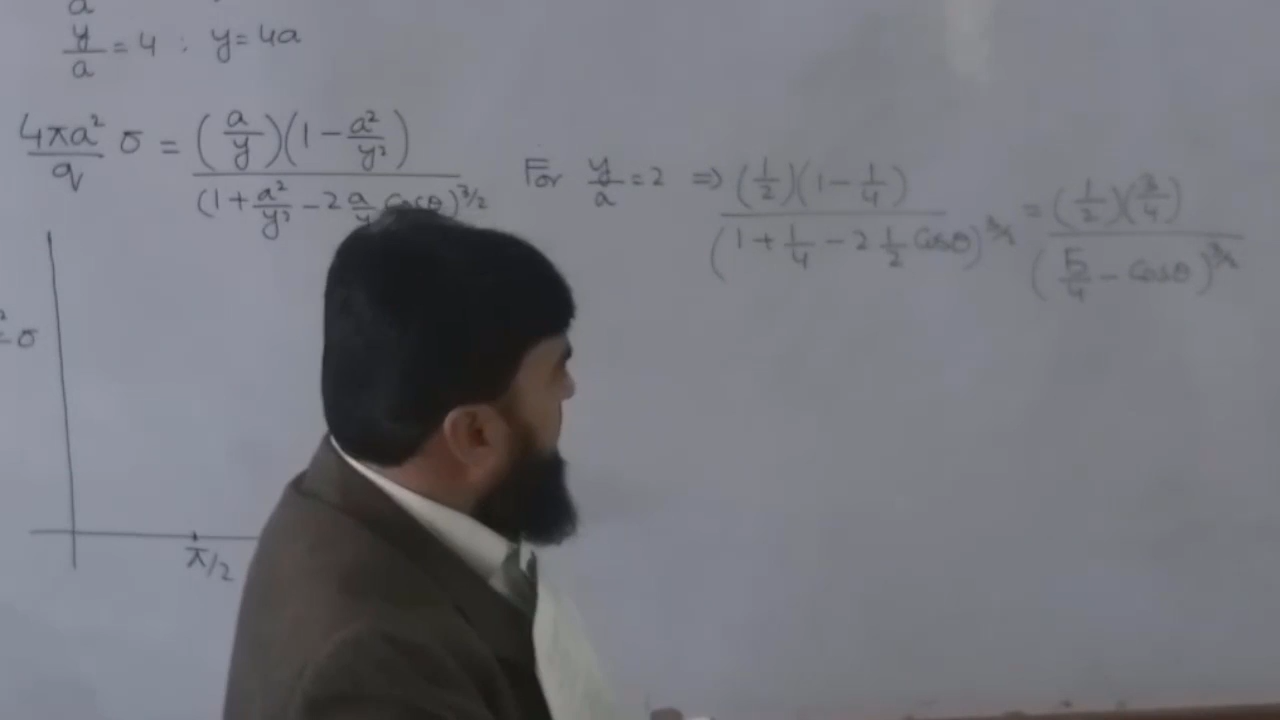 a
y/a = 4 : y = 4a
4πa²/q σ = (a/y)(1 - a²/y²) / (1 + a²/y² - 2 a/y Cosθ)^3/2
For y/a = 2 ⇒ (1/2)(1 - 1/4) / (1 + 1/4 - 2 1/2 Cosθ)^3/2 = (1/2)(3/4) / (5/4 - Cosθ)^3/2
² σ
π/2